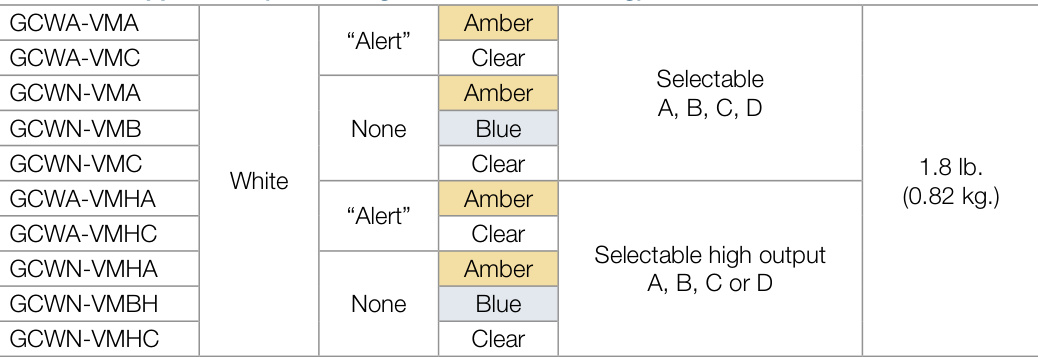 GCWA-VMA
White
“Alert”
Amber
Selectable
A, B, C, D
1.8 lb.
(0.82 kg.)
GCWA-VMC
Clear
GCWN-VMA
None
Amber
GCWN-VMB
Blue
GCWN-VMC
Clear
GCWA-VMHA
“Alert”
Amber
Selectable high output
A, B, C or D
GCWA-VMHC
Clear
GCWN-VMHA
None
Amber
GCWN-VMBH
Blue
GCWN-VMHC
Clear